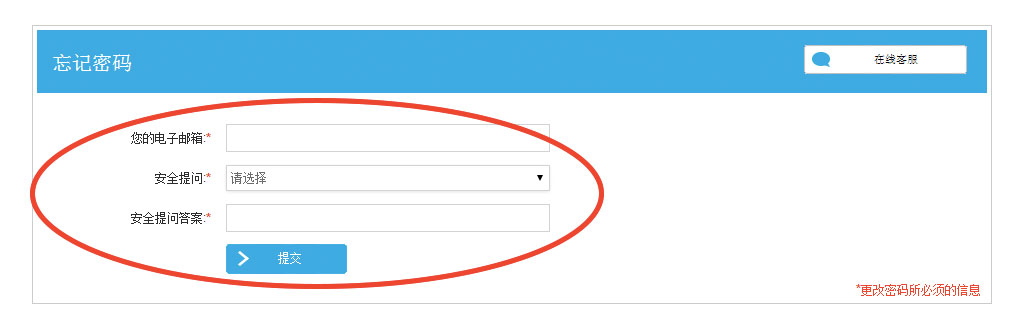 忘记密码
在线客服
您的电子邮箱:*
安全提问:*
请选择
安全提问答案:*
提交
*更改密码所必须的信息